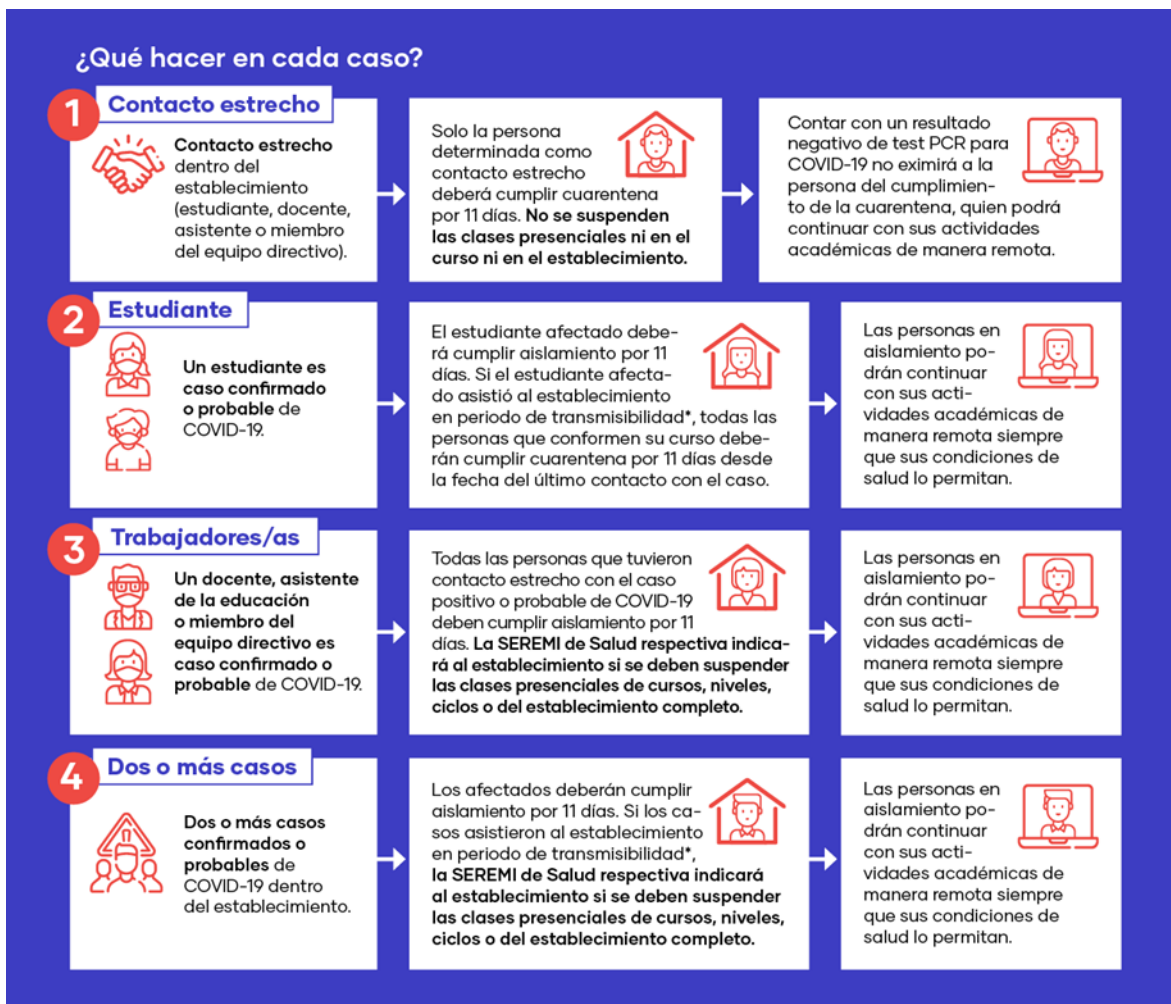 ¿Qué hacer en cada caso?
1
Contacto estrecho
Contacto estrecho
dentro del
establecimiento
(estudiante, docente,
asistente o miembro
del equipo directivo).
Solo la persona
determinada como
contacto estrecho
deberá cumplir cuarentena
por 11 días. No se suspenden
las clases presenciales ni en el
curso ni en el establecimiento.
Contar con un resultado
negativo de test PCR para
COVID-19 no eximirá a la
persona del cumplimien-
to de la cuarentena, quien podrá
continuar con sus actividades
académicas de manera remota.
2
Estudiante
Un estudiante es
caso confirmado
o probable de
COVID-19.
El estudiante afectado debe-
rá cumplir aislamiento por 11
días. Si el estudiante afecta-
do asistió al establecimiento
en periodo de transmisibilidad*, todas las
personas que conformen su curso debe-
rán cumplir cuarentena por 11 días desde
la fecha del último contacto con el caso.
Las personas en
aislamiento po-
drán continuar
con sus acti-
vidades académicas de
manera remota siempre
que sus condiciones de
salud lo permitan.
3
Trabajadores/as
Un docente, asistente
de la educación
o miembro del
equipo directivo es
caso confirmado o
probable de COVID-19.
Todas las personas que tuvieron
contacto estrecho con el caso
positivo o probable de COVID-19
deben cumplir aislamiento por 11
días. La SEREMI de Salud respectiva indica-
rá al establecimiento si se deben suspender
las clases presenciales de cursos, niveles,
ciclos o del establecimiento completo.
Las personas en
aislamiento po-
drán continuar
con sus acti-
vidades académicas de
manera remota siempre
que sus condiciones de
salud lo permitan.
4
Dos o más casos
Dos o más casos
confirmados o
probables de
COVID-19 dentro
del establecimiento.
Los afectados deberán cumplir
aislamiento por 11 días. Si los ca-
sos asistieron al establecimiento
en periodo de transmisibilidad*,
la SEREMI de Salud respectiva indicará
al establecimiento si se deben suspender
las clases presenciales de cursos, niveles,
ciclos o del establecimiento completo.
Las personas en
aislamiento po-
drán continuar
con sus acti-
vidades académicas de
manera remota siempre
que sus condiciones de
salud lo permitan.